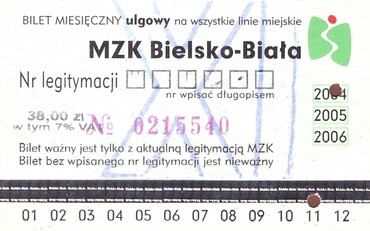 BILET MIESIĘCZNY ulgowy na wszystkie linie miejskie
MZK Bielsko-Biała
Nr legitymacji
nr wpisać długopisem
2004
38,00 zł
w tym 7% VAT
№ 0215540
2005
2006
Bilet ważny jest tylko z aktualną legitymacją MZK
Bilet bez wpisanego nr legitymacji jest nieważny
01 02 03 04 05 06 07 08 09 10 11 12